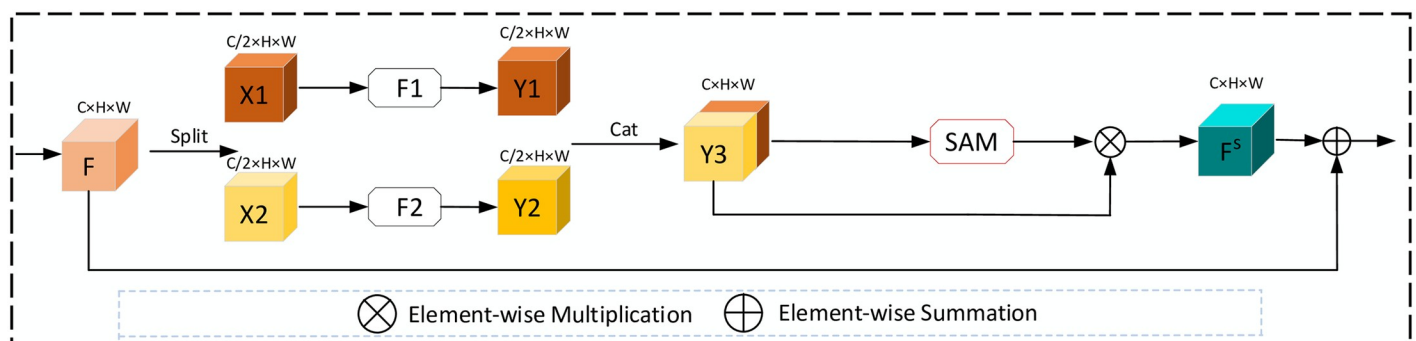 C×H×W
F
Split
C/2×H×W
X1
F1
C/2×H×W
Y1
C/2×H×W
X2
F2
C/2×H×W
Y2
Cat
C×H×W
Y3
SAM
C×H×W
F^S
Element-wise Multiplication
Element-wise Summation